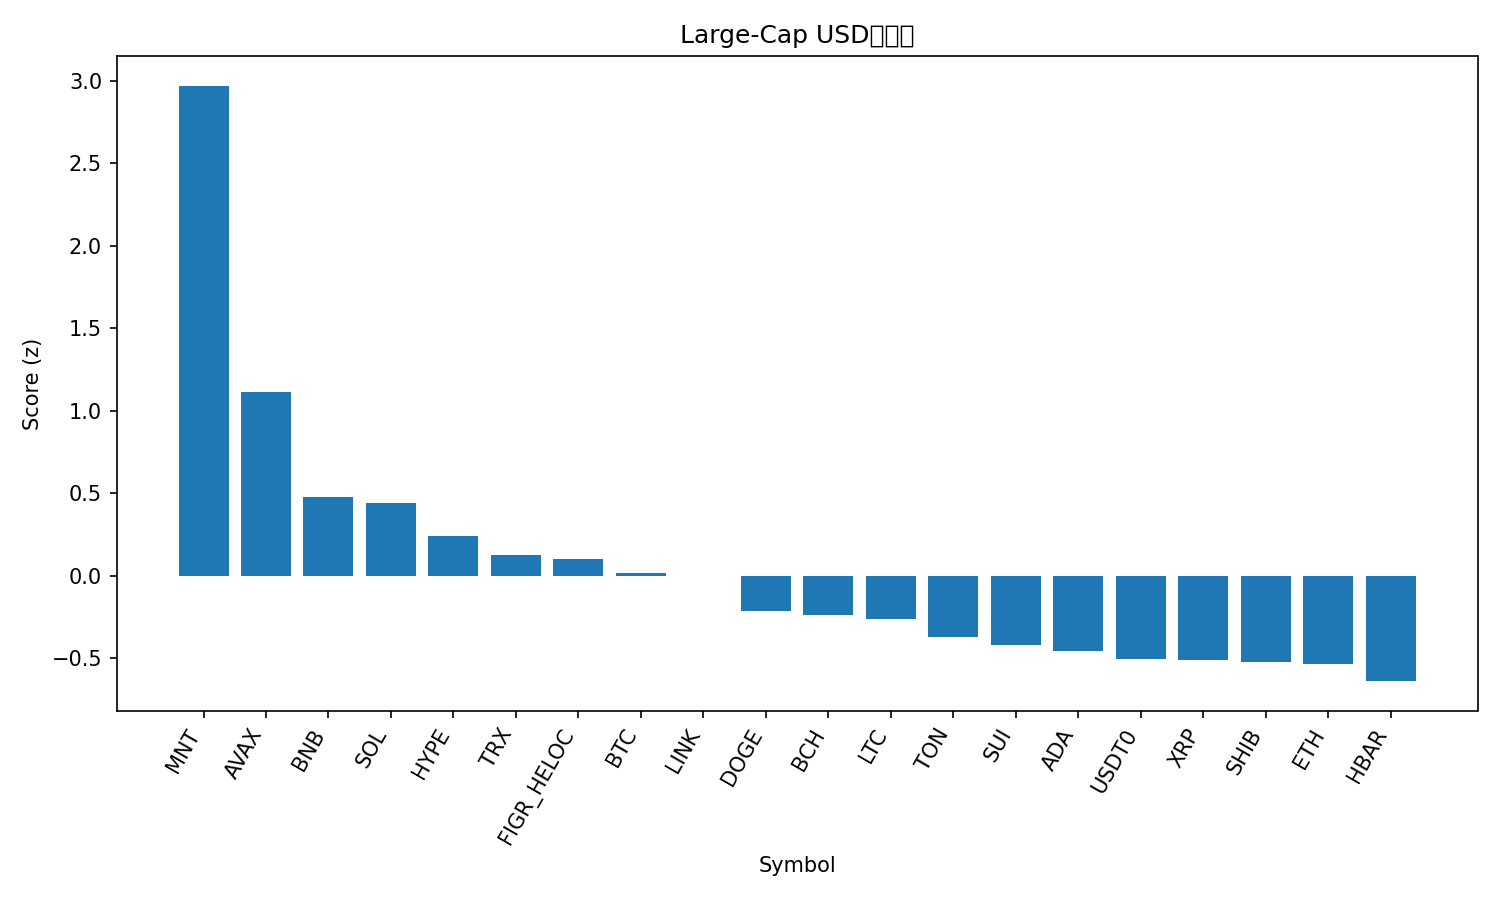 Large-Cap USD
3.0
2.5
2.0
1.5
1.0
0.5
0.0
−0.5
Score (z)
MNT
AVAX
BNB
SOL
HYPE
TRX
FIGR_HELOC
BTC
LINK
DOGE
BCH
LTC
TON
SUI
ADA
USDT0
XRP
SHIB
ETH
HBAR
Symbol